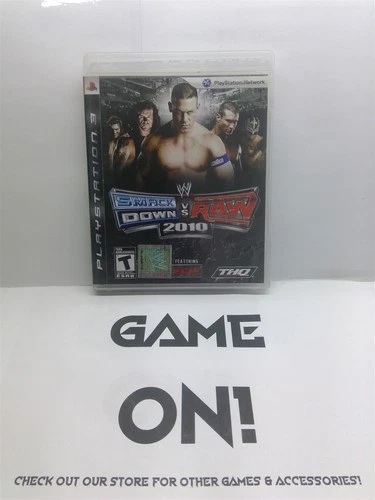 PlayStation Network
PLAYSTATION 3
W
SMACK
DOWN
VS.
RAW
2010
T
ESRB
FEATURING
ECW
THQ
GAME
ON!
CHECK OUT OUR STORE FOR OTHER GAMES & ACCESSORIES!